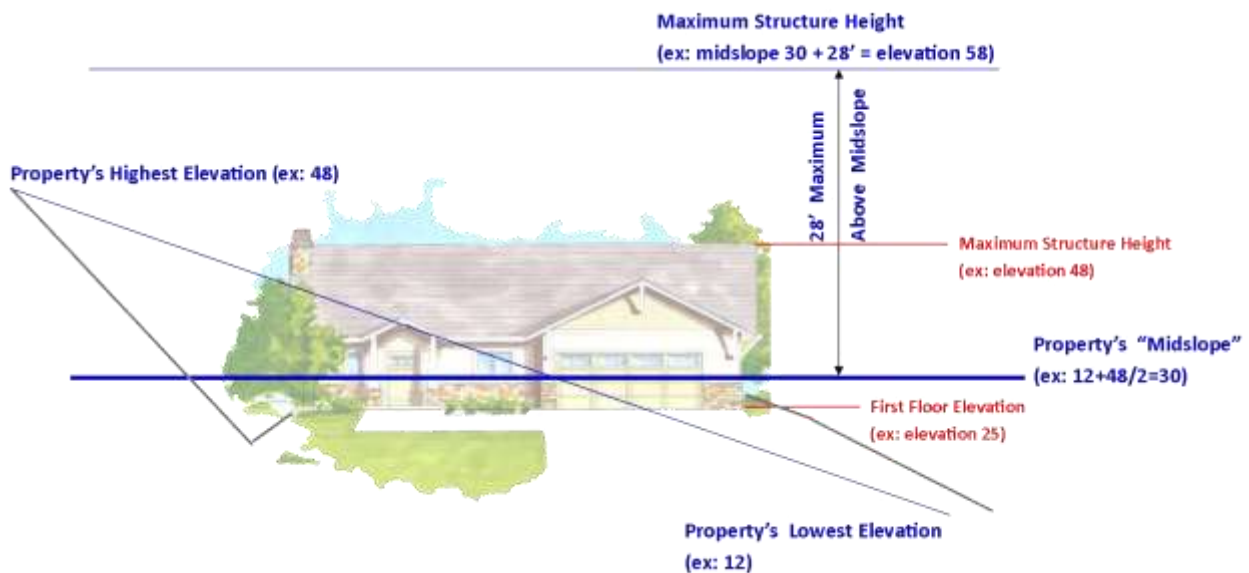 Maximum Structure Height
(ex: midslope 30 + 28' = elevation 58)
Property's Highest Elevation (ex: 48)
28' Maximum
Above Midslope
Maximum Structure Height
(ex: elevation 48)
Property's "Midslope"
(ex: 12+48/2=30)
First Floor Elevation
(ex: elevation 25)
Property's Lowest Elevation
(ex: 12)